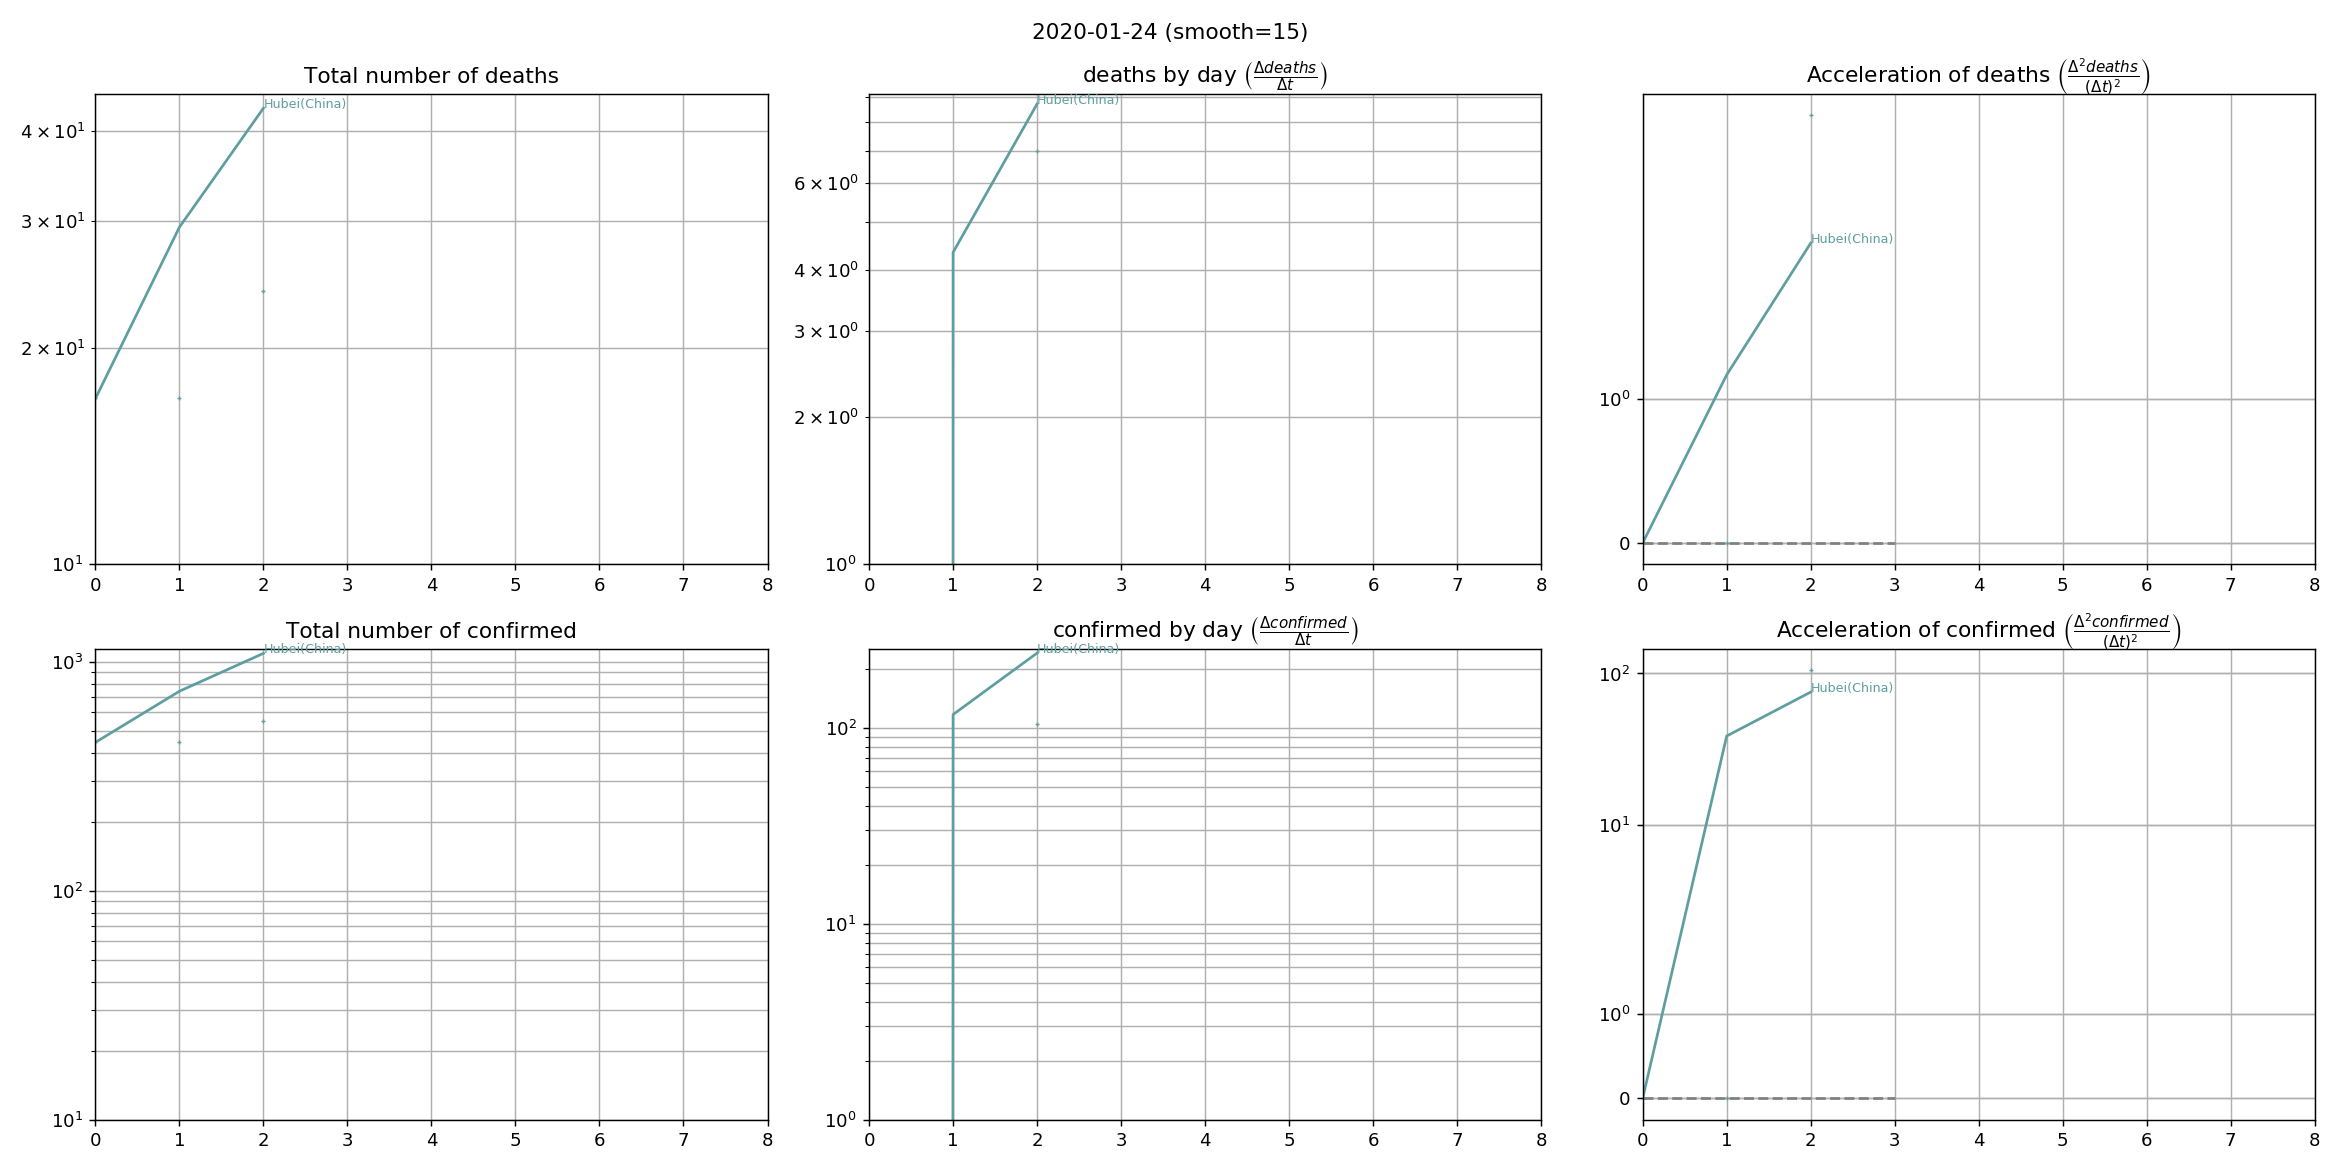 2020-01-24 (smooth=15)
Total number of deaths
Hubei(China)
4 × 10¹
3 × 10¹
2 × 10¹
10¹
0 1 2 3 4 5 6 7 8
deaths by day (Δdeaths/Δt)
Hubei(China)
6 × 10⁰
4 × 10⁰
3 × 10⁰
2 × 10⁰
10⁰
0 1 2 3 4 5 6 7 8
Acceleration of deaths (Δ²deaths/(Δt)²)
Hubei(China)
10⁰
0
0 1 2 3 4 5 6 7 8
Total number of confirmed
Hubei(China)
10³
10²
10¹
0 1 2 3 4 5 6 7 8
confirmed by day (Δconfirmed/Δt)
Hubei(China)
10²
10¹
10⁰
0 1 2 3 4 5 6 7 8
Acceleration of confirmed (Δ²confirmed/(Δt)²)
Hubei(China)
10²
10¹
10⁰
0
0 1 2 3 4 5 6 7 8